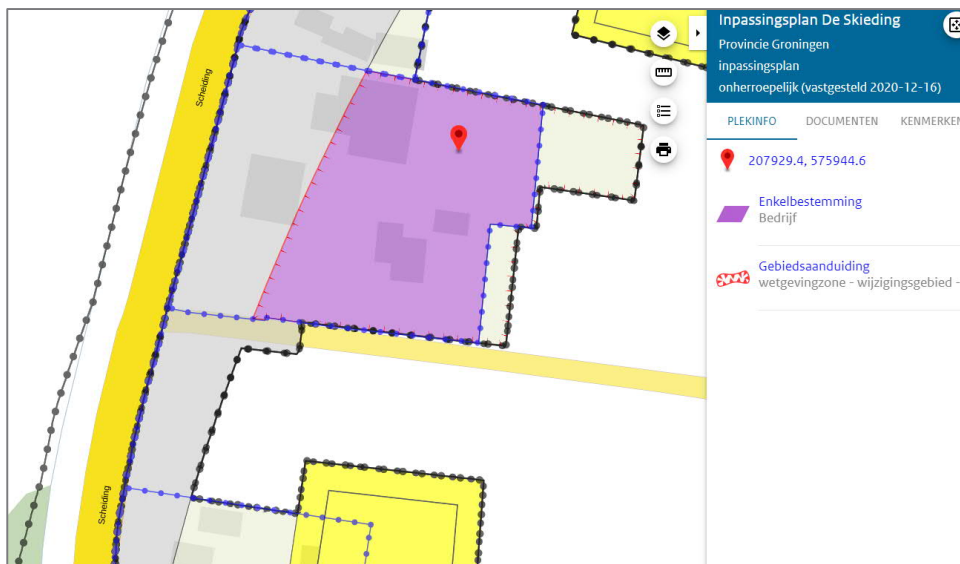 Scheiding
Scheiding
Inpassingsplan De Skieding
Provincie Groningen
inpassingsplan
onherroepelijk (vastgesteld 2020-12-16)
PLEKINFO DOCUMENTEN KENMERKEN
207929.4, 575944.6
Enkelbestemming
Bedrijf
Gebiedsaanduiding
wetgevingzone - wijzigingsgebied -